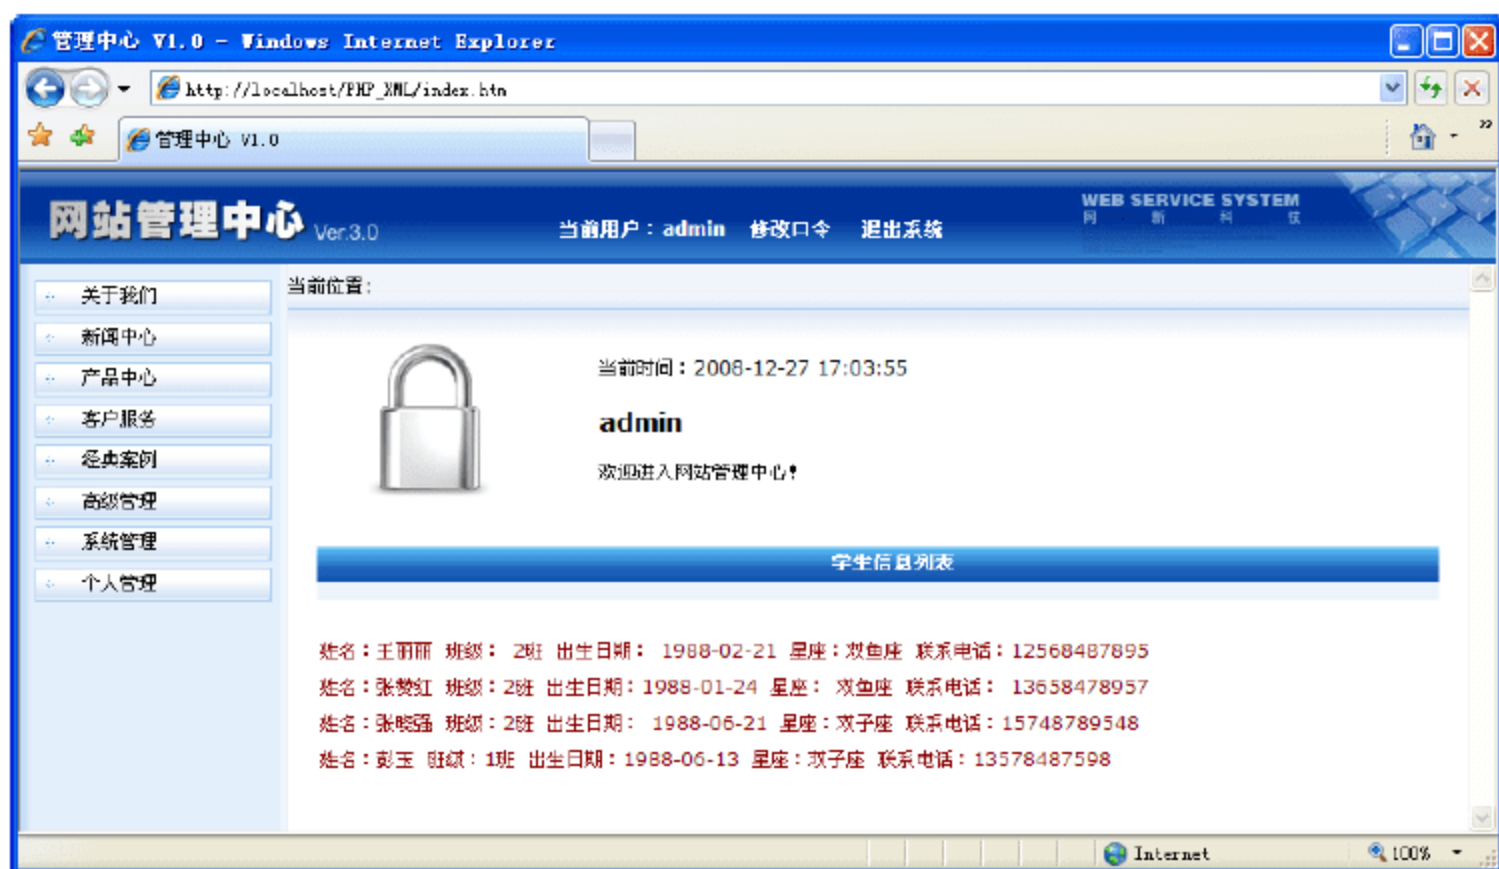 管理中心 V1.0 - Windows Internet Explorer
http://localhost/PHP_XML/index.htm
管理中心 V1.0
网站管理中心 Ver:3.0
当前用户：admin 修改口令 退出系统
WEB SERVICE SYSTEM
网 新 科 技
当前位置：
关于我们
新闻中心
产品中心
客户服务
经典案例
高级管理
系统管理
个人管理
当前时间：2008-12-27 17:03:55
admin
欢迎进入网站管理中心！
学生信息列表
姓名：王丽丽 班级： 2班 出生日期： 1988-02-21 星座：双鱼座 联系电话：12568487895
姓名：张赞红 班级：2班 出生日期：1988-01-24 星座： 双鱼座 联系电话： 13658478957
姓名：张晓强 班级：2班 出生日期： 1988-06-21 星座：双子座 联系电话：15748789548
姓名：彭玉 班级：1班 出生日期：1988-06-13 星座：双子座 联系电话：13578487598
Internet
100%